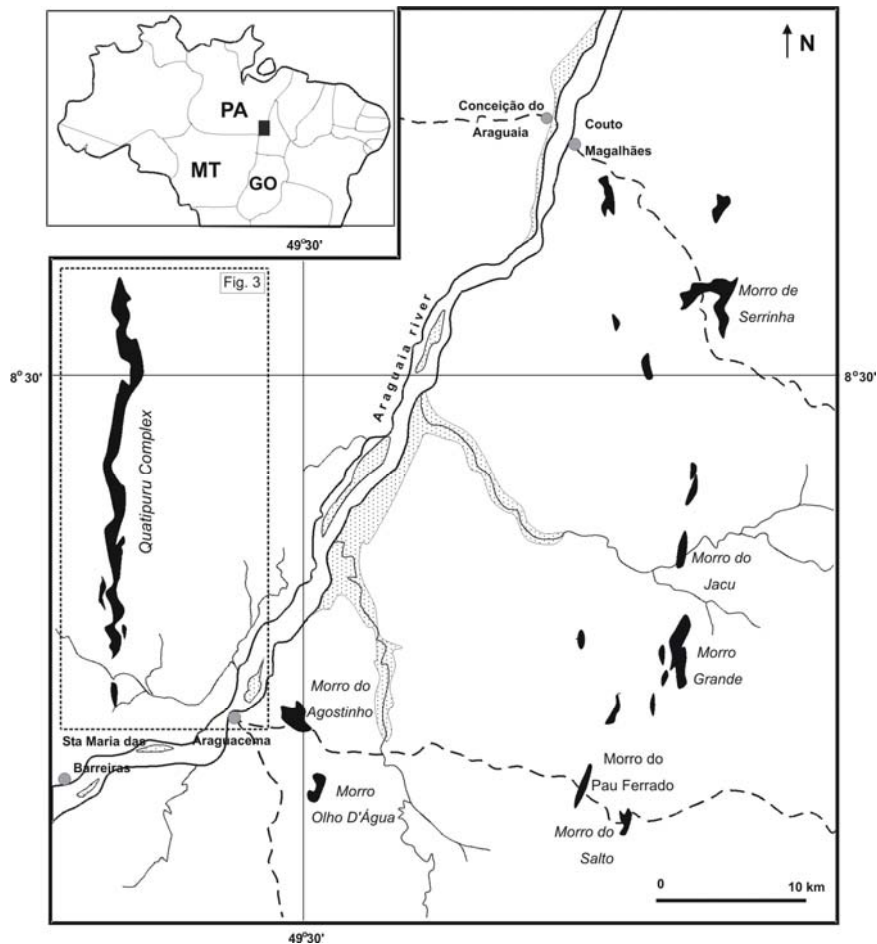 N
PA
MT
GO
Conceição do
Araguaia
Couto
Magalhães
49°30'
Fig. 3
Morro de
Serrinha
Araguaia river
8°30'
8°30'
Quatipuru Complex
Morro do
Jacu
Morro
Grande
Morro do
Agostinho
Sta Maria das
Barreiras
Araguacema
Morro do
Pau Ferrado
Morro
Olho D'Água
Morro do
Salto
0
10 km
49°30'